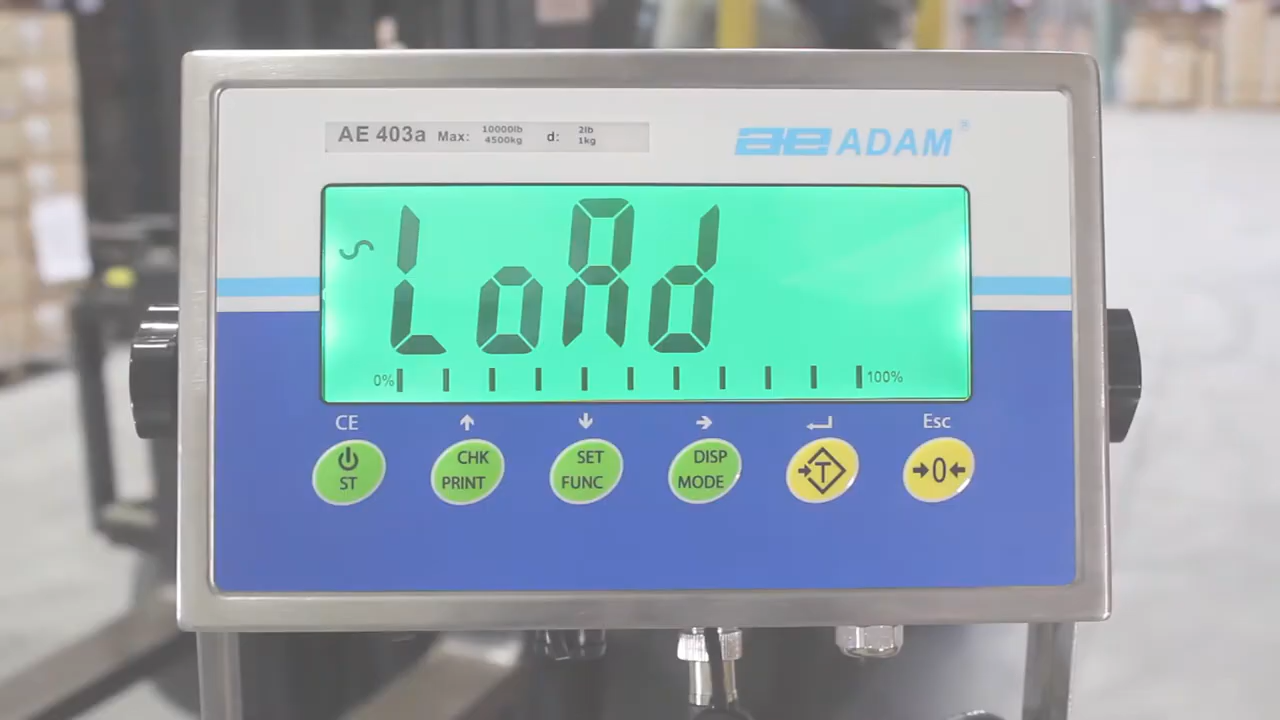 AE 403a Max: 10000lb 4500kg d: 2lb 1kg
ae ADAM®
LoAd
0% 100%
CE Esc
ST
CHK PRINT
SET FUNC
DISP MODE
T
0